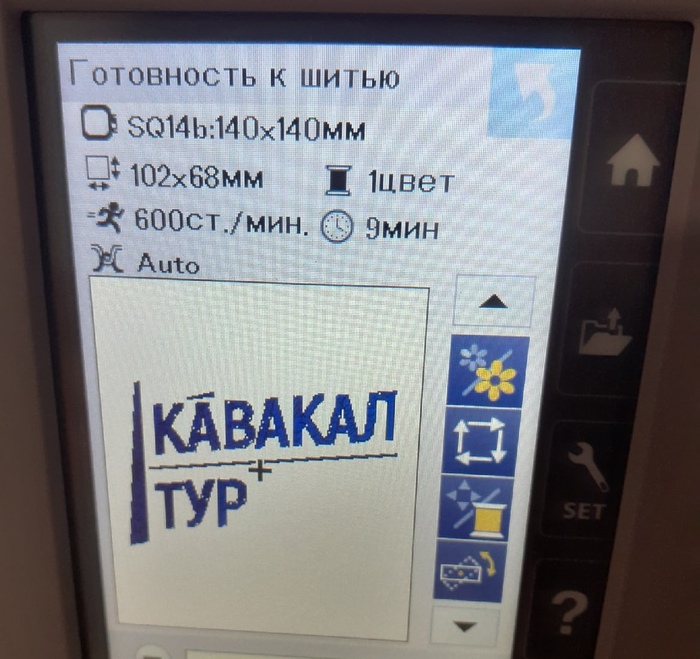 Готовность к шитью
SQ14b:140x140мм
102x68мм 1цвет
600ст./мин. 9мин
Auto
КАВАКАЛ
ТУР
SET
?